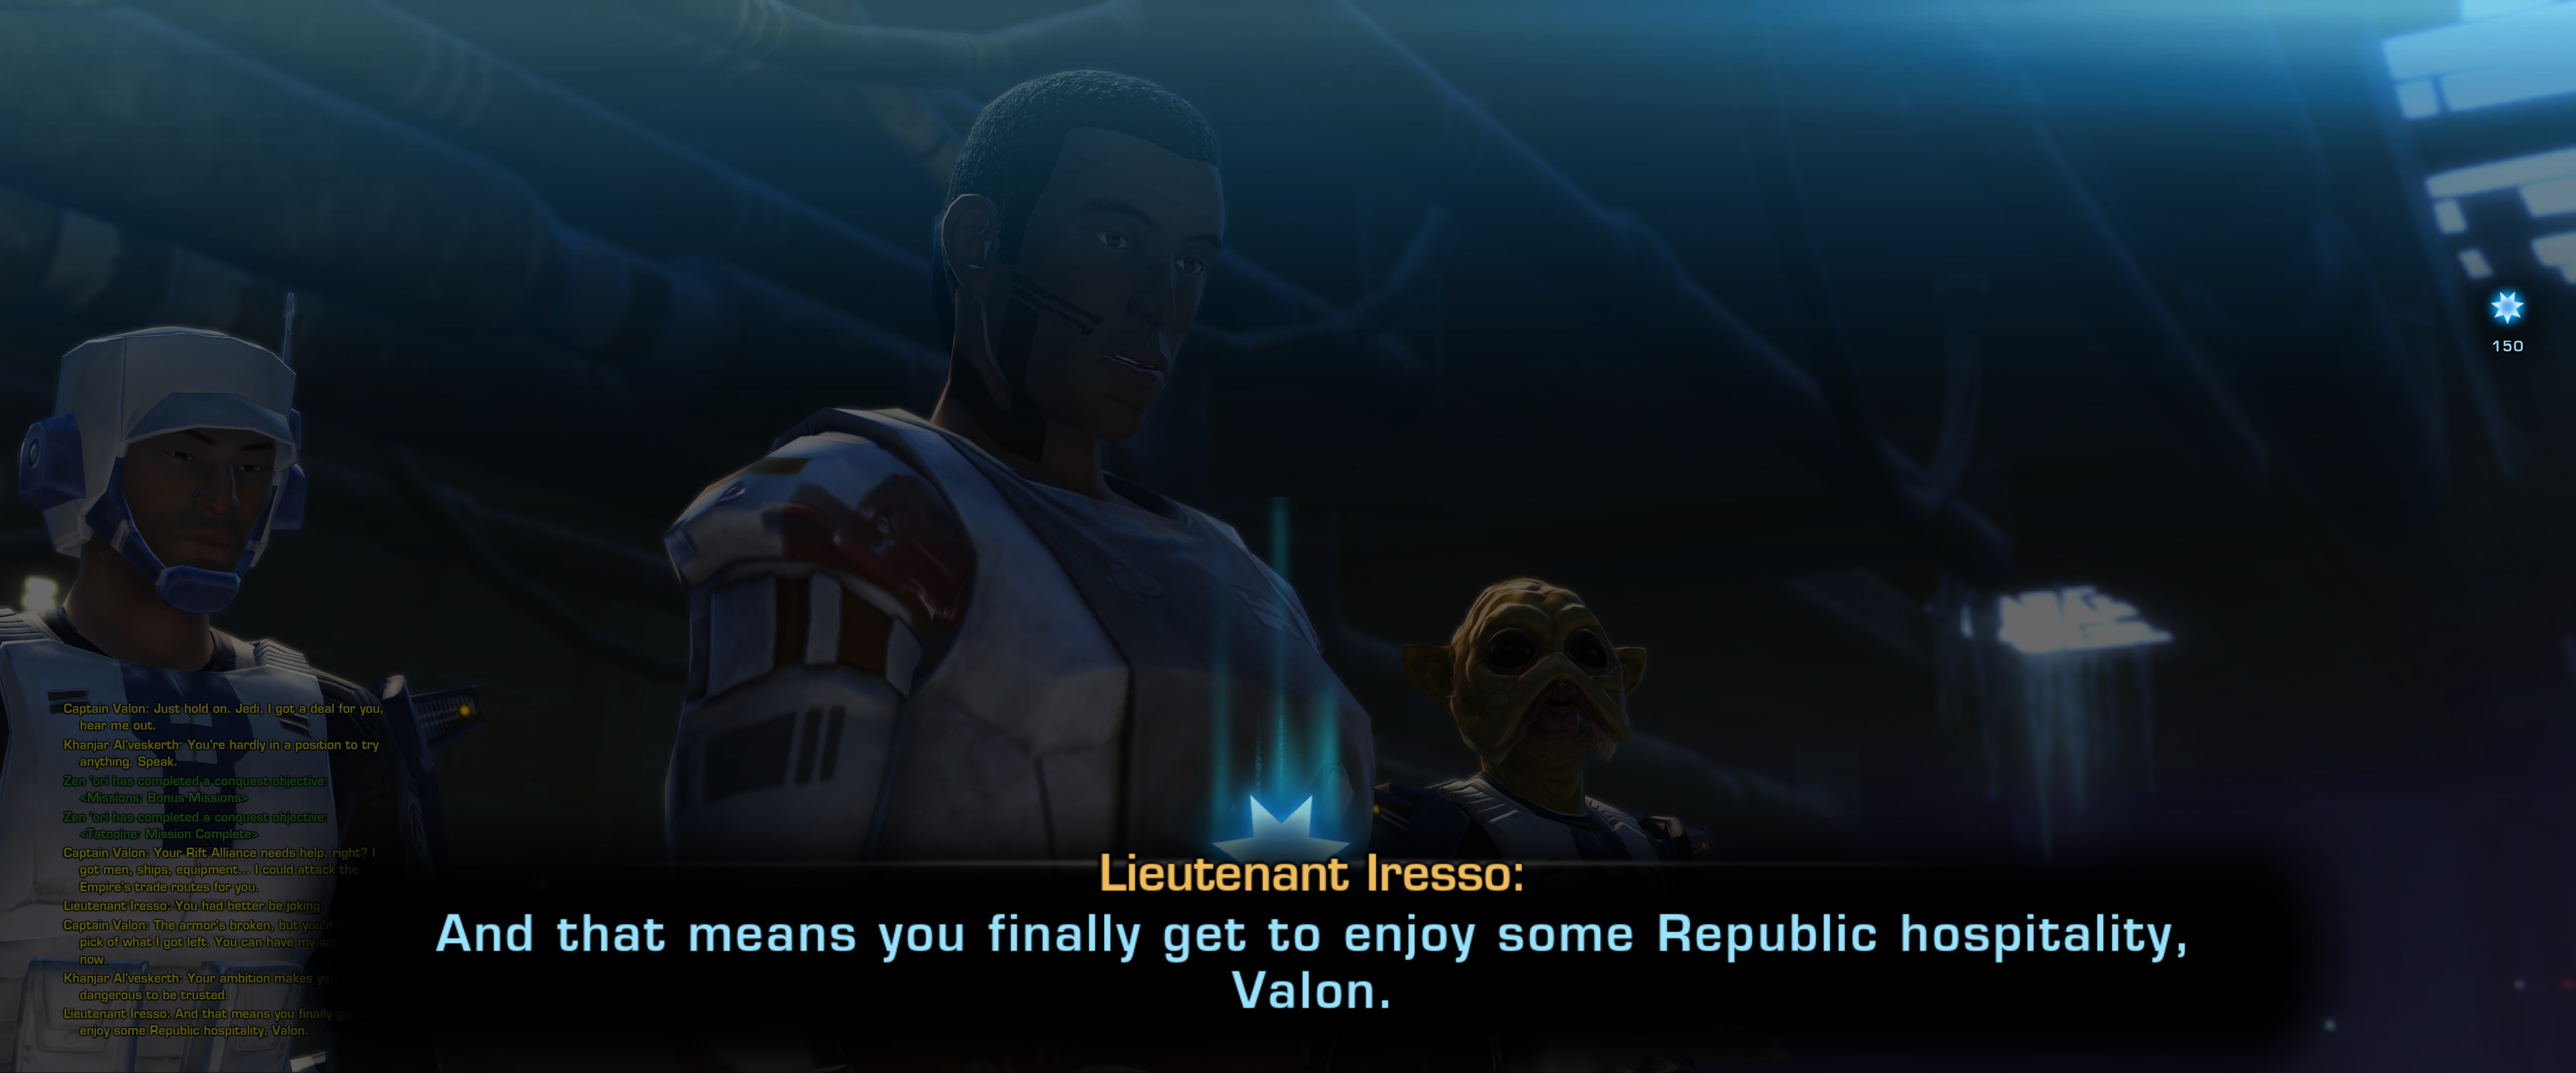 150
Captain Valon: Just hold on. Jedi, I got a deal for you,
hear me out.
Khanjar Al'veskerth: You're hardly in a position to try
anything. Speak.
Zen 'ori has completed a conquest objective:
<Missions: Bonus Missions>
Zen 'ori has completed a conquest objective:
<Tatooine: Mission Complete>
Captain Valon: Your Rift Alliance needs help, right? I
got men, ships, equipment... I could attack the
Empire's trade routes for you.
Lieutenant Iresso: You had better be joking
Captain Valon: The armor's broken, but you'd
pick of what I got left. You can have my
now.
Khanjar Al'veskerth: Your ambition makes
dangerous to be trusted.
Lieutenant Iresso: And that means you finally
enjoy some Republic hospitality, Valon.
Lieutenant Iresso:
And that means you finally get to enjoy some Republic hospitality,
Valon.